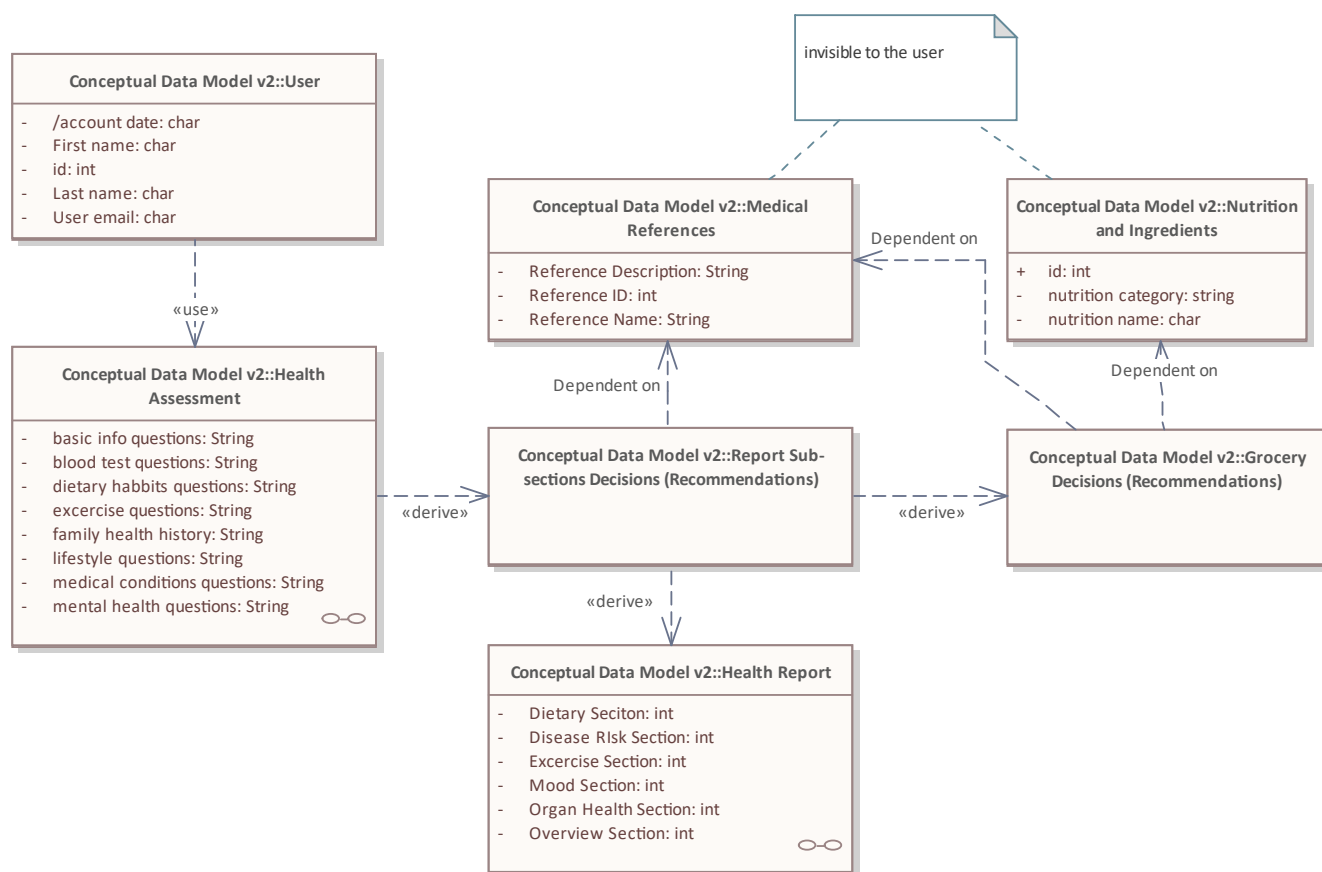 invisible to the user
Conceptual Data Model v2::User
- /account date: char
- First name: char
- id: int
- Last name: char
- User email: char
«use»
Conceptual Data Model v2::Medical
References
- Reference Description: String
- Reference ID: int
- Reference Name: String
Dependent on
Conceptual Data Model v2::Nutrition
and Ingredients
+ id: int
- nutrition category: string
- nutrition name: char
Dependent on
Dependent on
Conceptual Data Model v2::Health
Assessment
- basic info questions: String
- blood test questions: String
- dietary habbits questions: String
- excercise questions: String
- family health history: String
- lifestyle questions: String
- medical conditions questions: String
- mental health questions: String
«derive»
Conceptual Data Model v2::Report Sub-
sections Decisions (Recommendations)
«derive»
Conceptual Data Model v2::Grocery
Decisions (Recommendations)
«derive»
Conceptual Data Model v2::Health Report
- Dietary Seciton: int
- Disease RIsk Section: int
- Excercise Section: int
- Mood Section: int
- Organ Health Section: int
- Overview Section: int